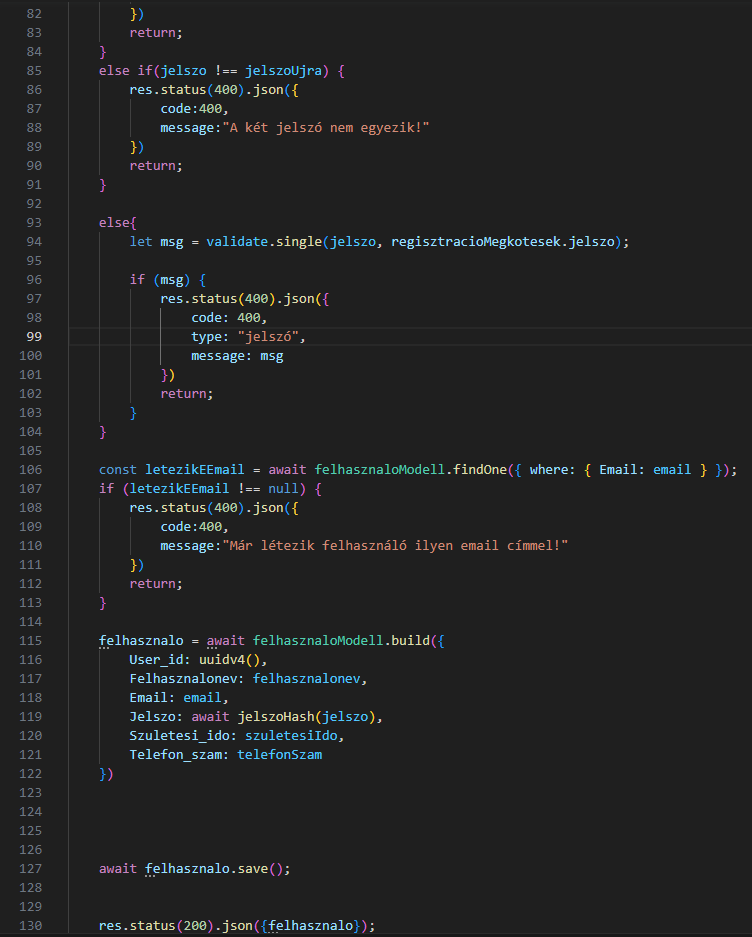 82 })
83 return;
84 }
85 else if(jelszo !== jelszoUjra) {
86 res.status(400).json({
87 code:400,
88 message:"A két jelszó nem egyezik!"
89 })
90 return;
91 }
92
93 else{
94 let msg = validate.single(jelszo, regisztracioMegkotesek.jelszo);
95
96 if (msg) {
97 res.status(400).json({
98 code: 400,
99 type: "jelszó",
100 message: msg
101 })
102 return;
103 }
104 }
105
106 const letezikEEmail = await felhasznaloModell.findOne({ where: { Email: email } });
107 if (letezikEEmail !== null) {
108 res.status(400).json({
109 code:400,
110 message:"Már létezik felhasználó ilyen email címmel!"
111 })
112 return;
113 }
114
115 felhasznalo = await felhasznaloModell.build({
116 User_id: uuidv4(),
117 Felhasznalonev: felhasznalonev,
118 Email: email,
119 Jelszo: await jelszoHash(jelszo),
120 Szuletesi_ido: szuletesiIdo,
121 Telefon_szam: telefonSzam
122 })
123
124
125
126
127 await felhasznalo.save();
128
129
130 res.status(200).json({felhasznalo});